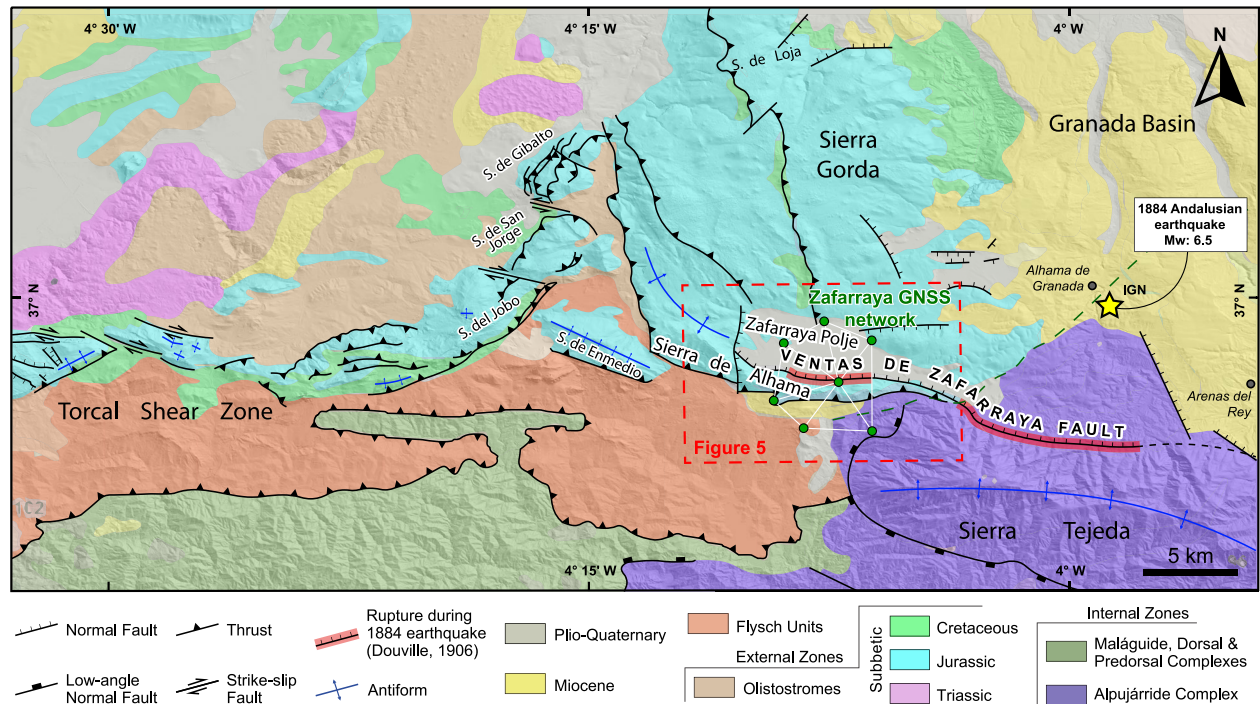 4° 30' W
4° 15' W
4° W
N
S. de Loja
Granada Basin
Sierra
Gorda
S. de Gibalto
1884 Andalusian
earthquake
Mw: 6.5
S. de San
Jorge
Alhama de
Granada
IGN
37° N
37° N
Zafarraya GNSS
network
S. del Jobo
Zafarraya Polje
S. de Enmedio
Sierra de Alhama
VENTAS DE ZAFARRAYA FAULT
Arenas del
Rey
Torcal Shear Zone
Figure 5
102
Sierra Tejeda
4° 15' W
4° W
5 km
Normal Fault
Thrust
Rupture during
1884 earthquake
(Douville, 1906)
Plio-Quaternary
Flysch Units
External Zones
Subbetic
Cretaceous
Jurassic
Triassic
Internal Zones
Maláguide, Dorsal &
Predorsal Complexes
Low-angle
Normal Fault
Strike-slip
Fault
Antiform
Miocene
Olistostromes
Alpujárride Complex